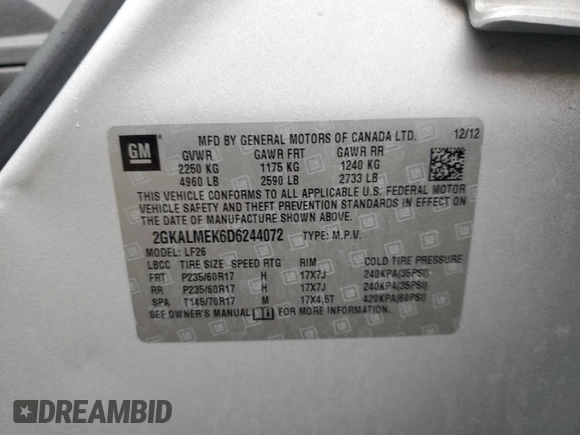 MFD BY GENERAL MOTORS OF CANADA LTD. 12/12
GM
GVWR GAWR FRT GAWR RR
2250 KG 1175 KG 1240 KG
4960 LB 2590 LB 2733 LB
THIS VEHICLE CONFORMS TO ALL APPLICABLE U.S. FEDERAL MOTOR
VEHICLE SAFETY AND THEFT PREVENTION STANDARDS IN EFFECT ON
THE DATE OF MANUFACTURE SHOWN ABOVE.
2GKALMEK6D6244072 TYPE: M.P.V.
MODEL: LF26
LBCC TIRE SIZE SPEED RTG RIM COLD TIRE PRESSURE
FRT P235/60R17 H 17X7J 240KPA(35PSI)
RR P235/60R17 H 17X7J 240KPA(35PSI)
SPA T145/70R17 M 17X4.5T 420KPA(60PSI)
SEE OWNER'S MANUAL FOR MORE INFORMATION.
DREAMBID